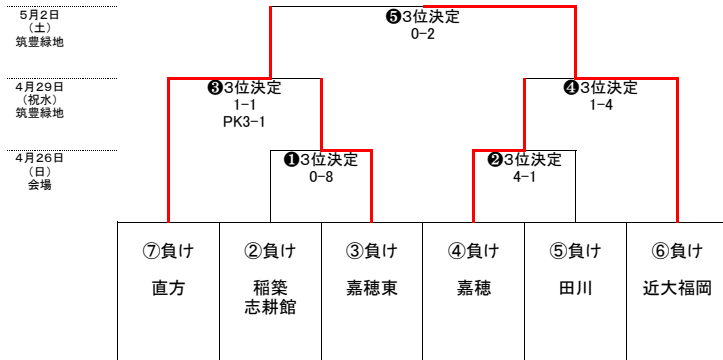 5月2日
(土)
筑豊緑地
❺3位決定
0-2
4月29日
(祝水)
筑豊緑地
❸3位決定
1-1
PK3-1
❹3位決定
1-4
4月26日
(日)
会場
❶3位決定
0-8
❷3位決定
4-1
⑦負け
②負け
③負け
④負け
⑤負け
⑥負け
直方
稲築
志耕館
嘉穂東
嘉穂
田川
近大福岡